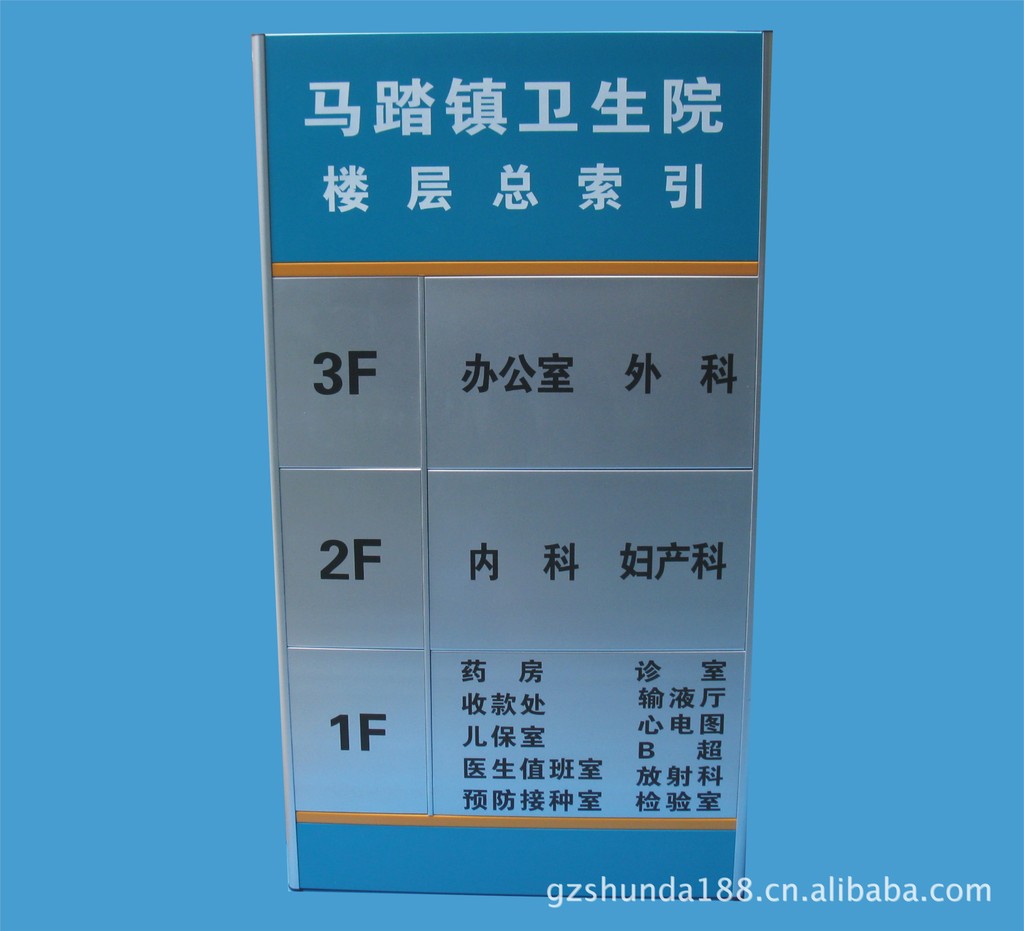 马踏镇卫生院
楼层总索引
3F 办公室 外科
2F 内科 妇产科
1F
药房 诊室
收款处 输液厅
儿保室 心电图
医生值班室 B超
放射科
预防接种室 检验室
gzshunda188.cn.alibaba.com